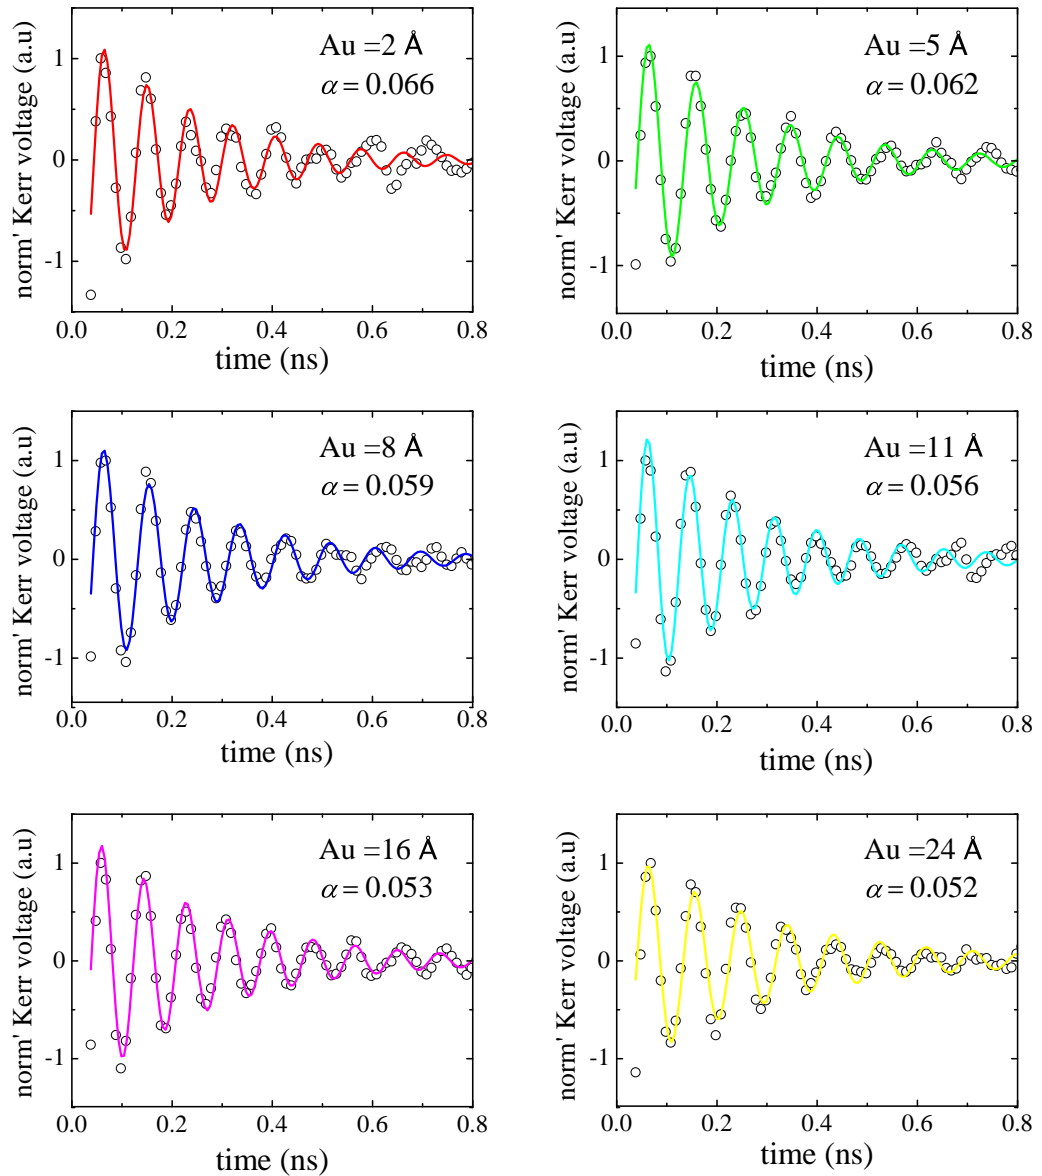 norm' Kerr voltage (a.u)
1
0
-1
Au =2 Å
α = 0.066
0.0 0.2 0.4 0.6 0.8
time (ns)
norm' Kerr voltage (a.u)
1
0
-1
Au =5 Å
α = 0.062
0.0 0.2 0.4 0.6 0.8
time (ns)
norm' Kerr voltage (a.u)
1
0
-1
Au =8 Å
α = 0.059
0.0 0.2 0.4 0.6 0.8
time (ns)
norm' Kerr voltage (a.u)
1
0
-1
Au =11 Å
α = 0.056
0.0 0.2 0.4 0.6 0.8
time (ns)
norm' Kerr voltage (a.u)
1
0
-1
Au =16 Å
α = 0.053
0.0 0.2 0.4 0.6 0.8
time (ns)
norm' Kerr voltage (a.u)
1
0
-1
Au =24 Å
α = 0.052
0.0 0.2 0.4 0.6 0.8
time (ns)